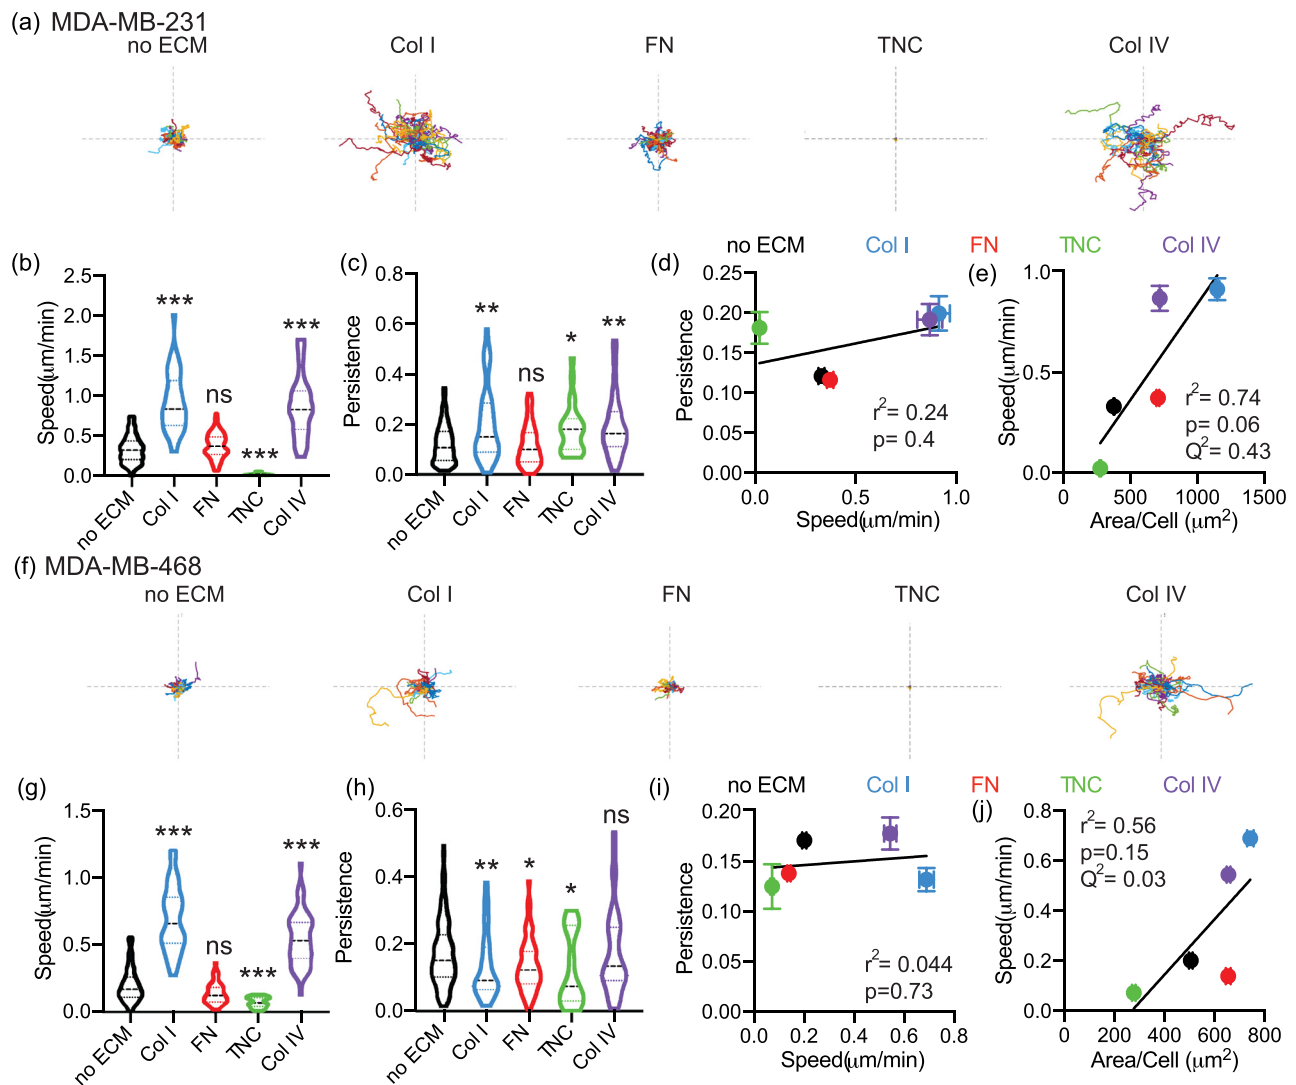 (a) MDA-MB-231
no ECM Col I FN TNC Col IV
no ECM Col I FN TNC Col IV
(b)
Speed(μm/min)
2.5
2.0
1.5
1.0
0.5
0.0
***
ns
***
***
no ECM
Col I
FN
TNC
Col IV
(c)
Persistence
0.8
0.6
0.4
0.2
0.0
**
ns
*
**
no ECM
Col I
FN
TNC
Col IV
(d)
Persistence
0.25
0.20
0.15
0.10
0.05
0.00
r²= 0.24
p= 0.4
0.0 0.5 1.0
Speed(μm/min)
(e)
Speed(μm/min)
1.0
0.5
0.0
r²= 0.74
p= 0.06
Q²= 0.43
0 500 1000 1500
Area/Cell (μm²)
(f) MDA-MB-468
no ECM Col I FN TNC Col IV
no ECM Col I FN TNC Col IV
(g)
Speed(μm/min)
1.5
1.0
0.5
0.0
***
ns
***
***
no ECM
Col I
FN
TNC
Col IV
(h)
Persistence
0.6
0.4
0.2
0.0
**
*
*
ns
no ECM
Col I
FN
TNC
Col IV
(i)
Persistence
0.20
0.15
0.10
0.05
0.00
r²= 0.044
p=0.73
0.0 0.2 0.4 0.6 0.8
Speed(μm/min)
(j)
Speed(μm/min)
0.8
0.6
0.4
0.2
0.0
r²= 0.56
p=0.15
Q²= 0.03
0 200 400 600 800
Area/Cell (μm²)